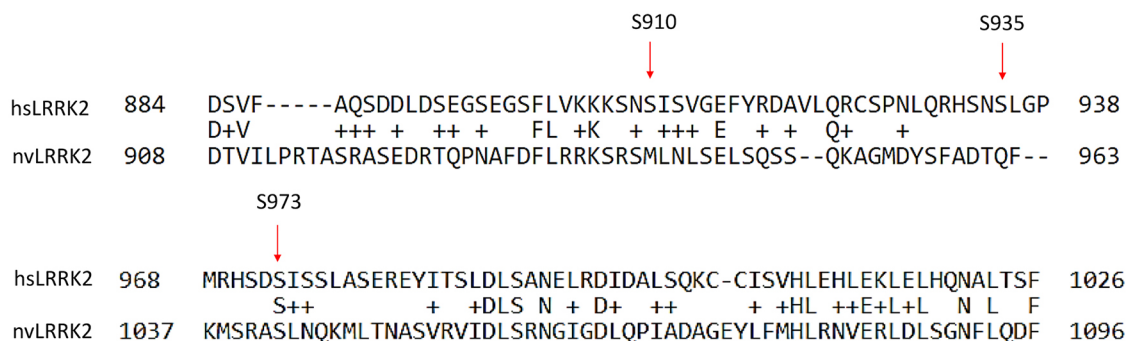 S910 S935
hsLRRK2 884 DSVF-----AQSDDLDSEGSEGSFLVKKKSNSISVGEFYRDAVLQRCSPNLQRHSNSLGP 938
D+V +++ + ++ + FL +K + +++ E + + Q+ +
nvLRRK2 908 DTVILPRTASRASEDRTQPNAFDFLRRKSRSMLNLSELSQSS--QKAGMDYSFADTQF-- 963
S973
hsLRRK2 968 MRHSDSISSLASEREYITSLDLSANELRDIDALSQKC-CISVHLEHLEKLELHQNALTSF 1026
S++ + +DLS N + D+ ++ + +HL ++E+L+L N L F
nvLRRK2 1037 KMSRASLNQKMLTNASVRVIDLSRNGIGDLQPIADAGEYLFMHLRNVERLDLSGNFLQDF 1096